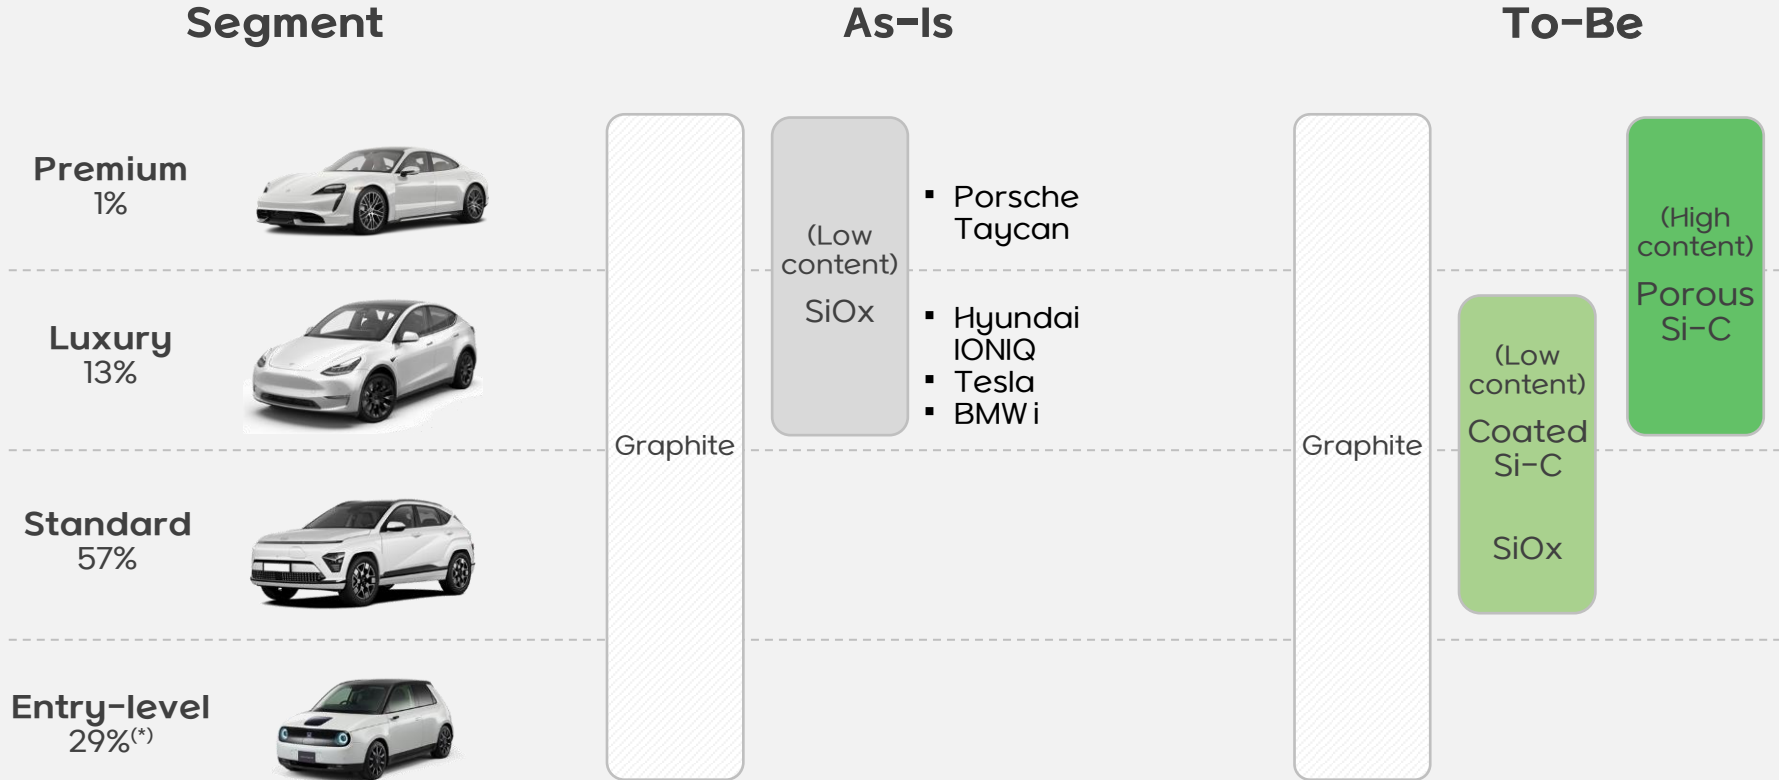 Segment
As-Is
To-Be
Premium
1%
Luxury
13%
Standard
57%
Entry-level
29%(*)
Graphite
(Low
content)
SiOx
▪ Porsche
Taycan
▪ Hyundai
IONIQ
▪ Tesla
▪ BMW i
Graphite
(Low
content)
Coated
Si-C
SiOx
(High
content)
Porous
Si-C